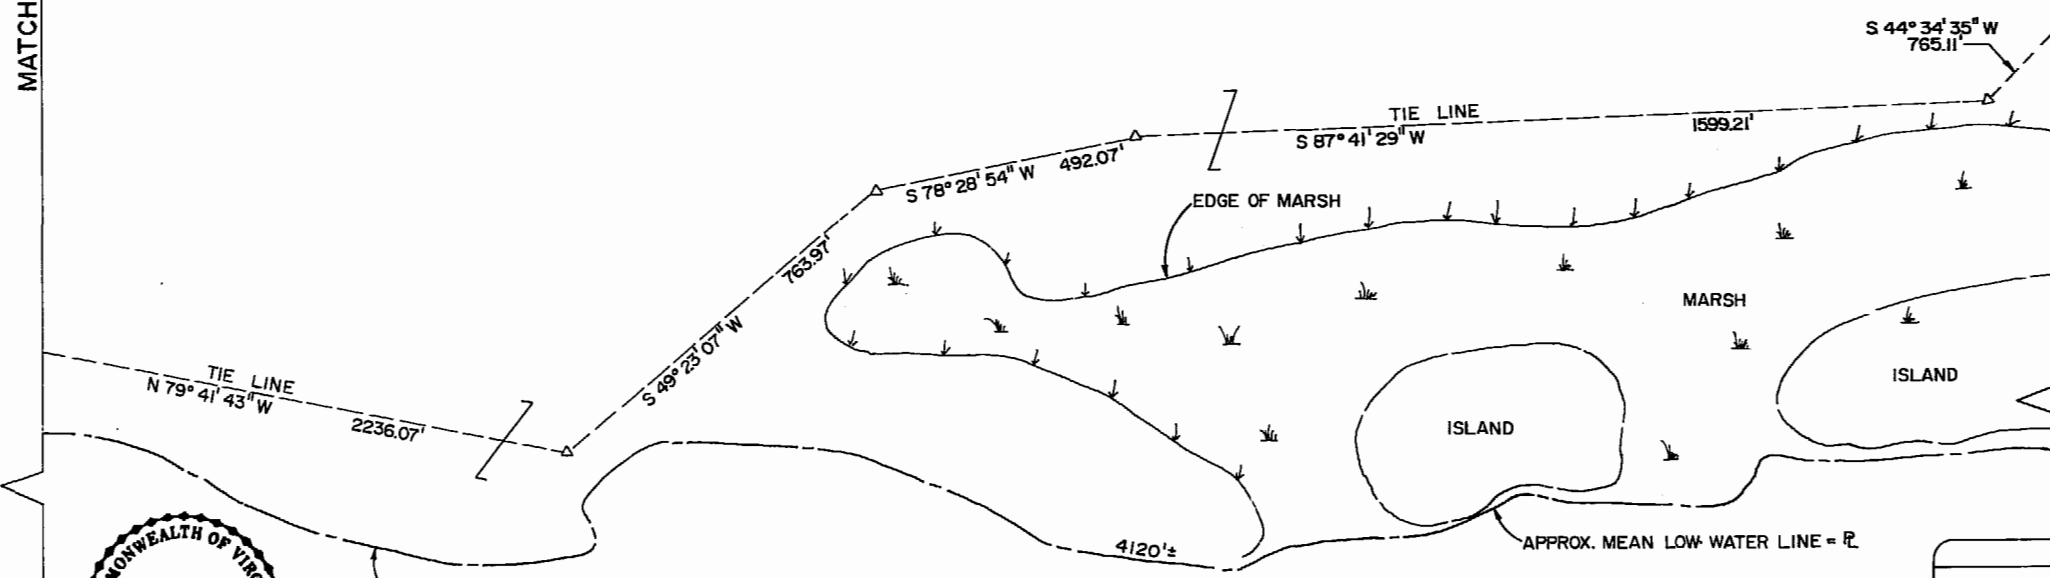 MATCH
S 44° 34' 35" W
765.11'
TIE LINE
S 87° 41' 29" W
1599.21'
S 78° 28' 54" W
492.07'
EDGE OF MARSH
763.97'
S 49° 23' 07" W
MARSH
TIE LINE
N 79° 41' 43" W
2236.07'
ISLAND
ISLAND
4120'±
APPROX. MEAN LOW WATER LINE = PL
MONWEALTH OF VIRG